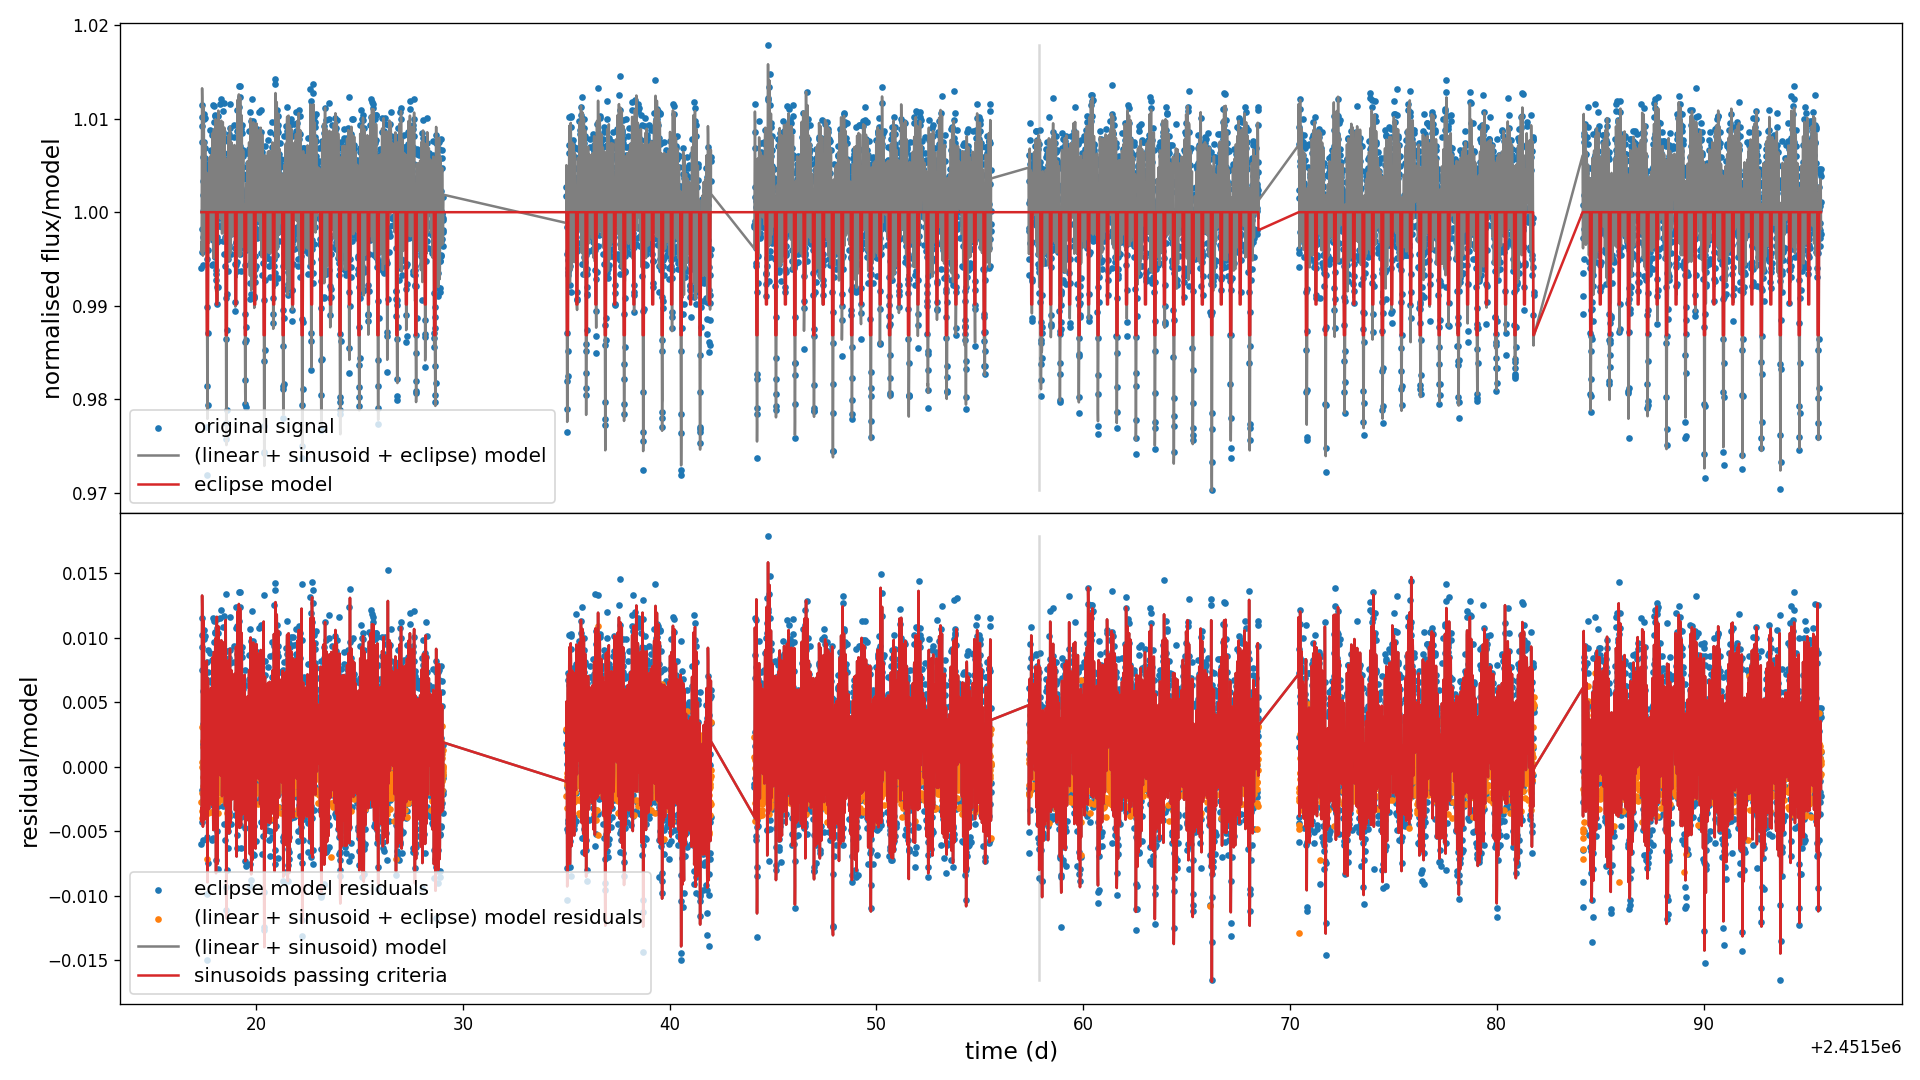 1.02
1.01
1.00
0.99
0.98
0.97
normalised flux/model
original signal
(linear + sinusoid + eclipse) model
eclipse model
0.015
0.010
0.005
0.000
−0.005
−0.010
−0.015
residual/model
eclipse model residuals
(linear + sinusoid + eclipse) model residuals
(linear + sinusoid) model
sinusoids passing criteria
20 30 40 50 60 70 80 90
time (d)
+2.4515e6